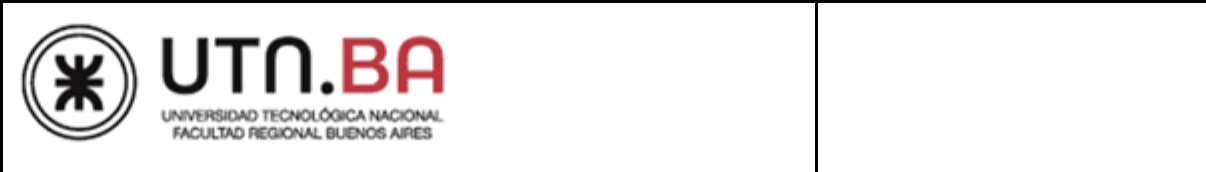 UTN.BA
UNIVERSIDAD TECNOLÓGICA NACIONAL
FACULTAD REGIONAL BUENOS AIRES